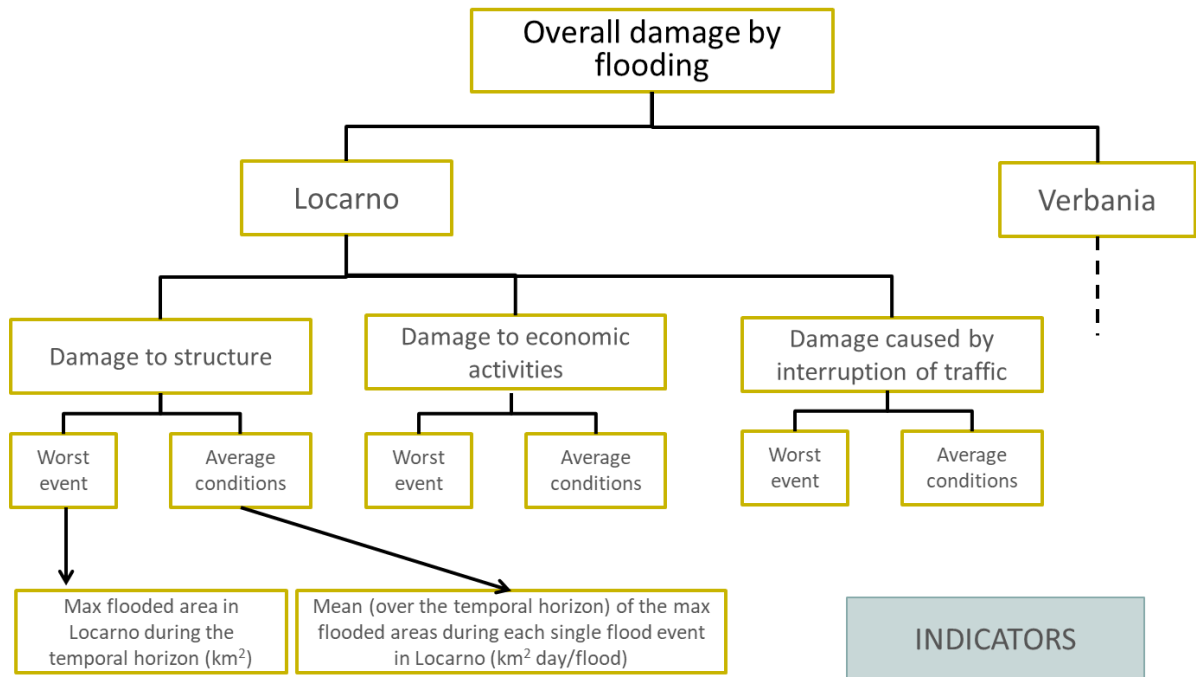 Overall damage by
flooding
Locarno
Verbania
Damage to structure
Damage to economic
activities
Damage caused by
interruption of traffic
Worst
event
Average
conditions
Worst
event
Average
conditions
Worst
event
Average
conditions
Max flooded area in
Locarno during the
temporal horizon (km²)
Mean (over the temporal horizon) of the max
flooded areas during each single flood event
in Locarno (km² day/flood)
INDICATORS